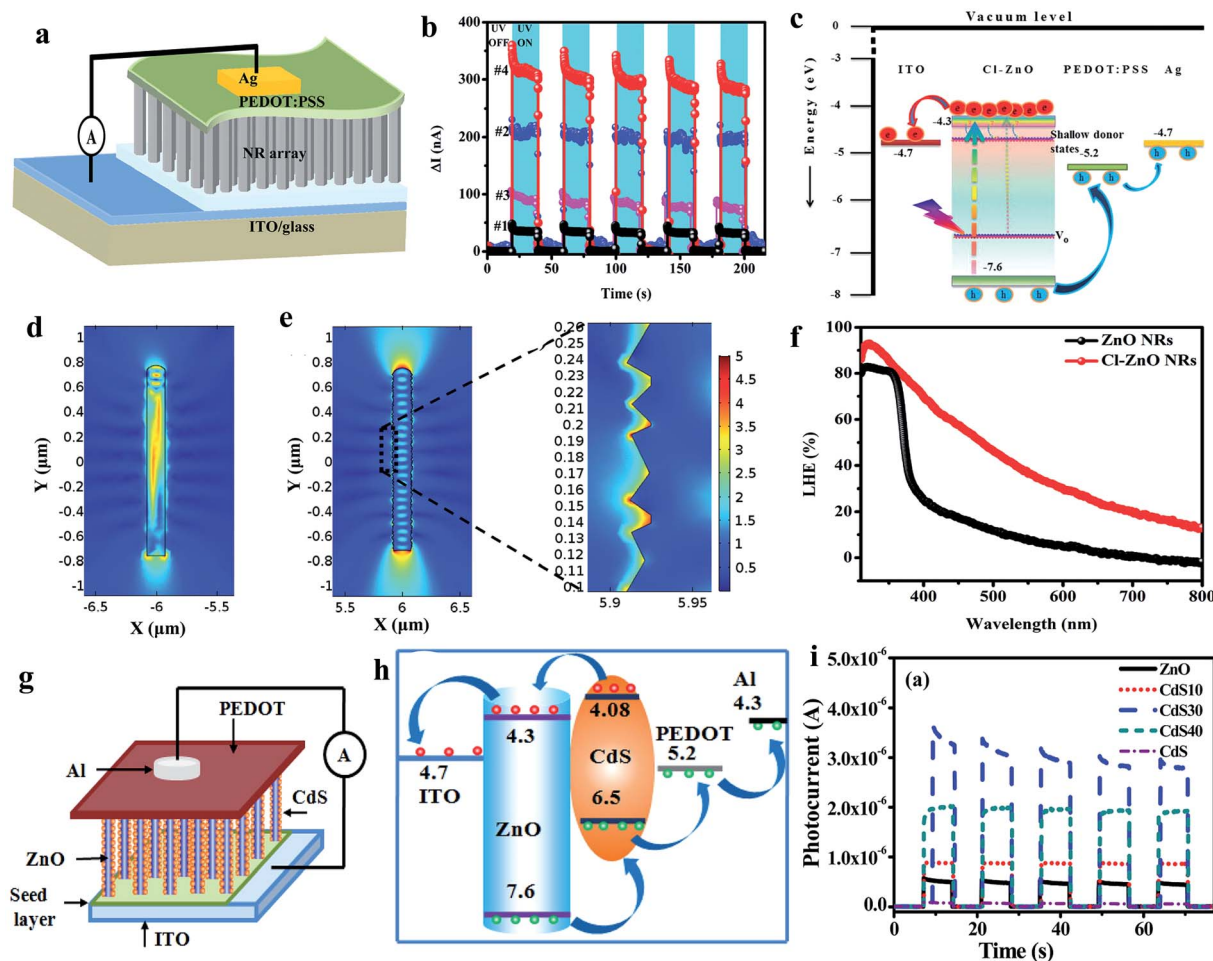 a
Ag
PEDOT:PSS
A
NR array
ITO/glass
b
400
300
200
100
0
ΔI (nA)
UV UV
OFF ON
#4
#2
#3
#1
0 50 100 150 200
Time (s)
c
Vacuum level
0
-3
-4
-5
-6
-7
-8
Energy (eV)
ITO Cl-ZnO PEDOT:PSS Ag
e e e e e e e
e e
-4.3
-4.7
Shallow donor
states
-5.2
-4.7
h h
h h
Vo
-7.6
h h h
d
1
0.8
0.6
0.4
0.2
0
-0.2
-0.4
-0.6
-0.8
-1
Y (µm)
-6.5 -6 -5.5
X (µm)
e
1
0.8
0.6
0.4
0.2
0
-0.2
-0.4
-0.6
-0.8
-1
Y (µm)
5.5 6 6.5
X (µm)
0.26
0.24
0.23
0.21
0.2
0.19
0.17
0.16
0.15
0.14
0.12
0.11
0.1
5.9 5.95
5
4.5
4
3.5
3
2.5
2
1.5
1
0
f
ZnO NRs
Cl-ZnO NRs
110
80
60
40
20
0
LHE (%)
400 500 600 700 800
Wavelength (nm)
g
PEDOT
Al
A
CdS
ZnO
Seed
layer
ITO
h
4.3
4.7
ITO
ZnO
7.6
4.08
CdS
6.5
PEDOT
5.2
Al
4.3
i
(a)
ZnO
CdS10
CdS30
CdS40
CdS
5.0x10⁻⁶
4.0x10⁻⁶
3.0x10⁻⁶
2.0x10⁻⁶
1.0x10⁻⁶
0.0
Photocurrent (A)
0 20 40 60
Time (s)